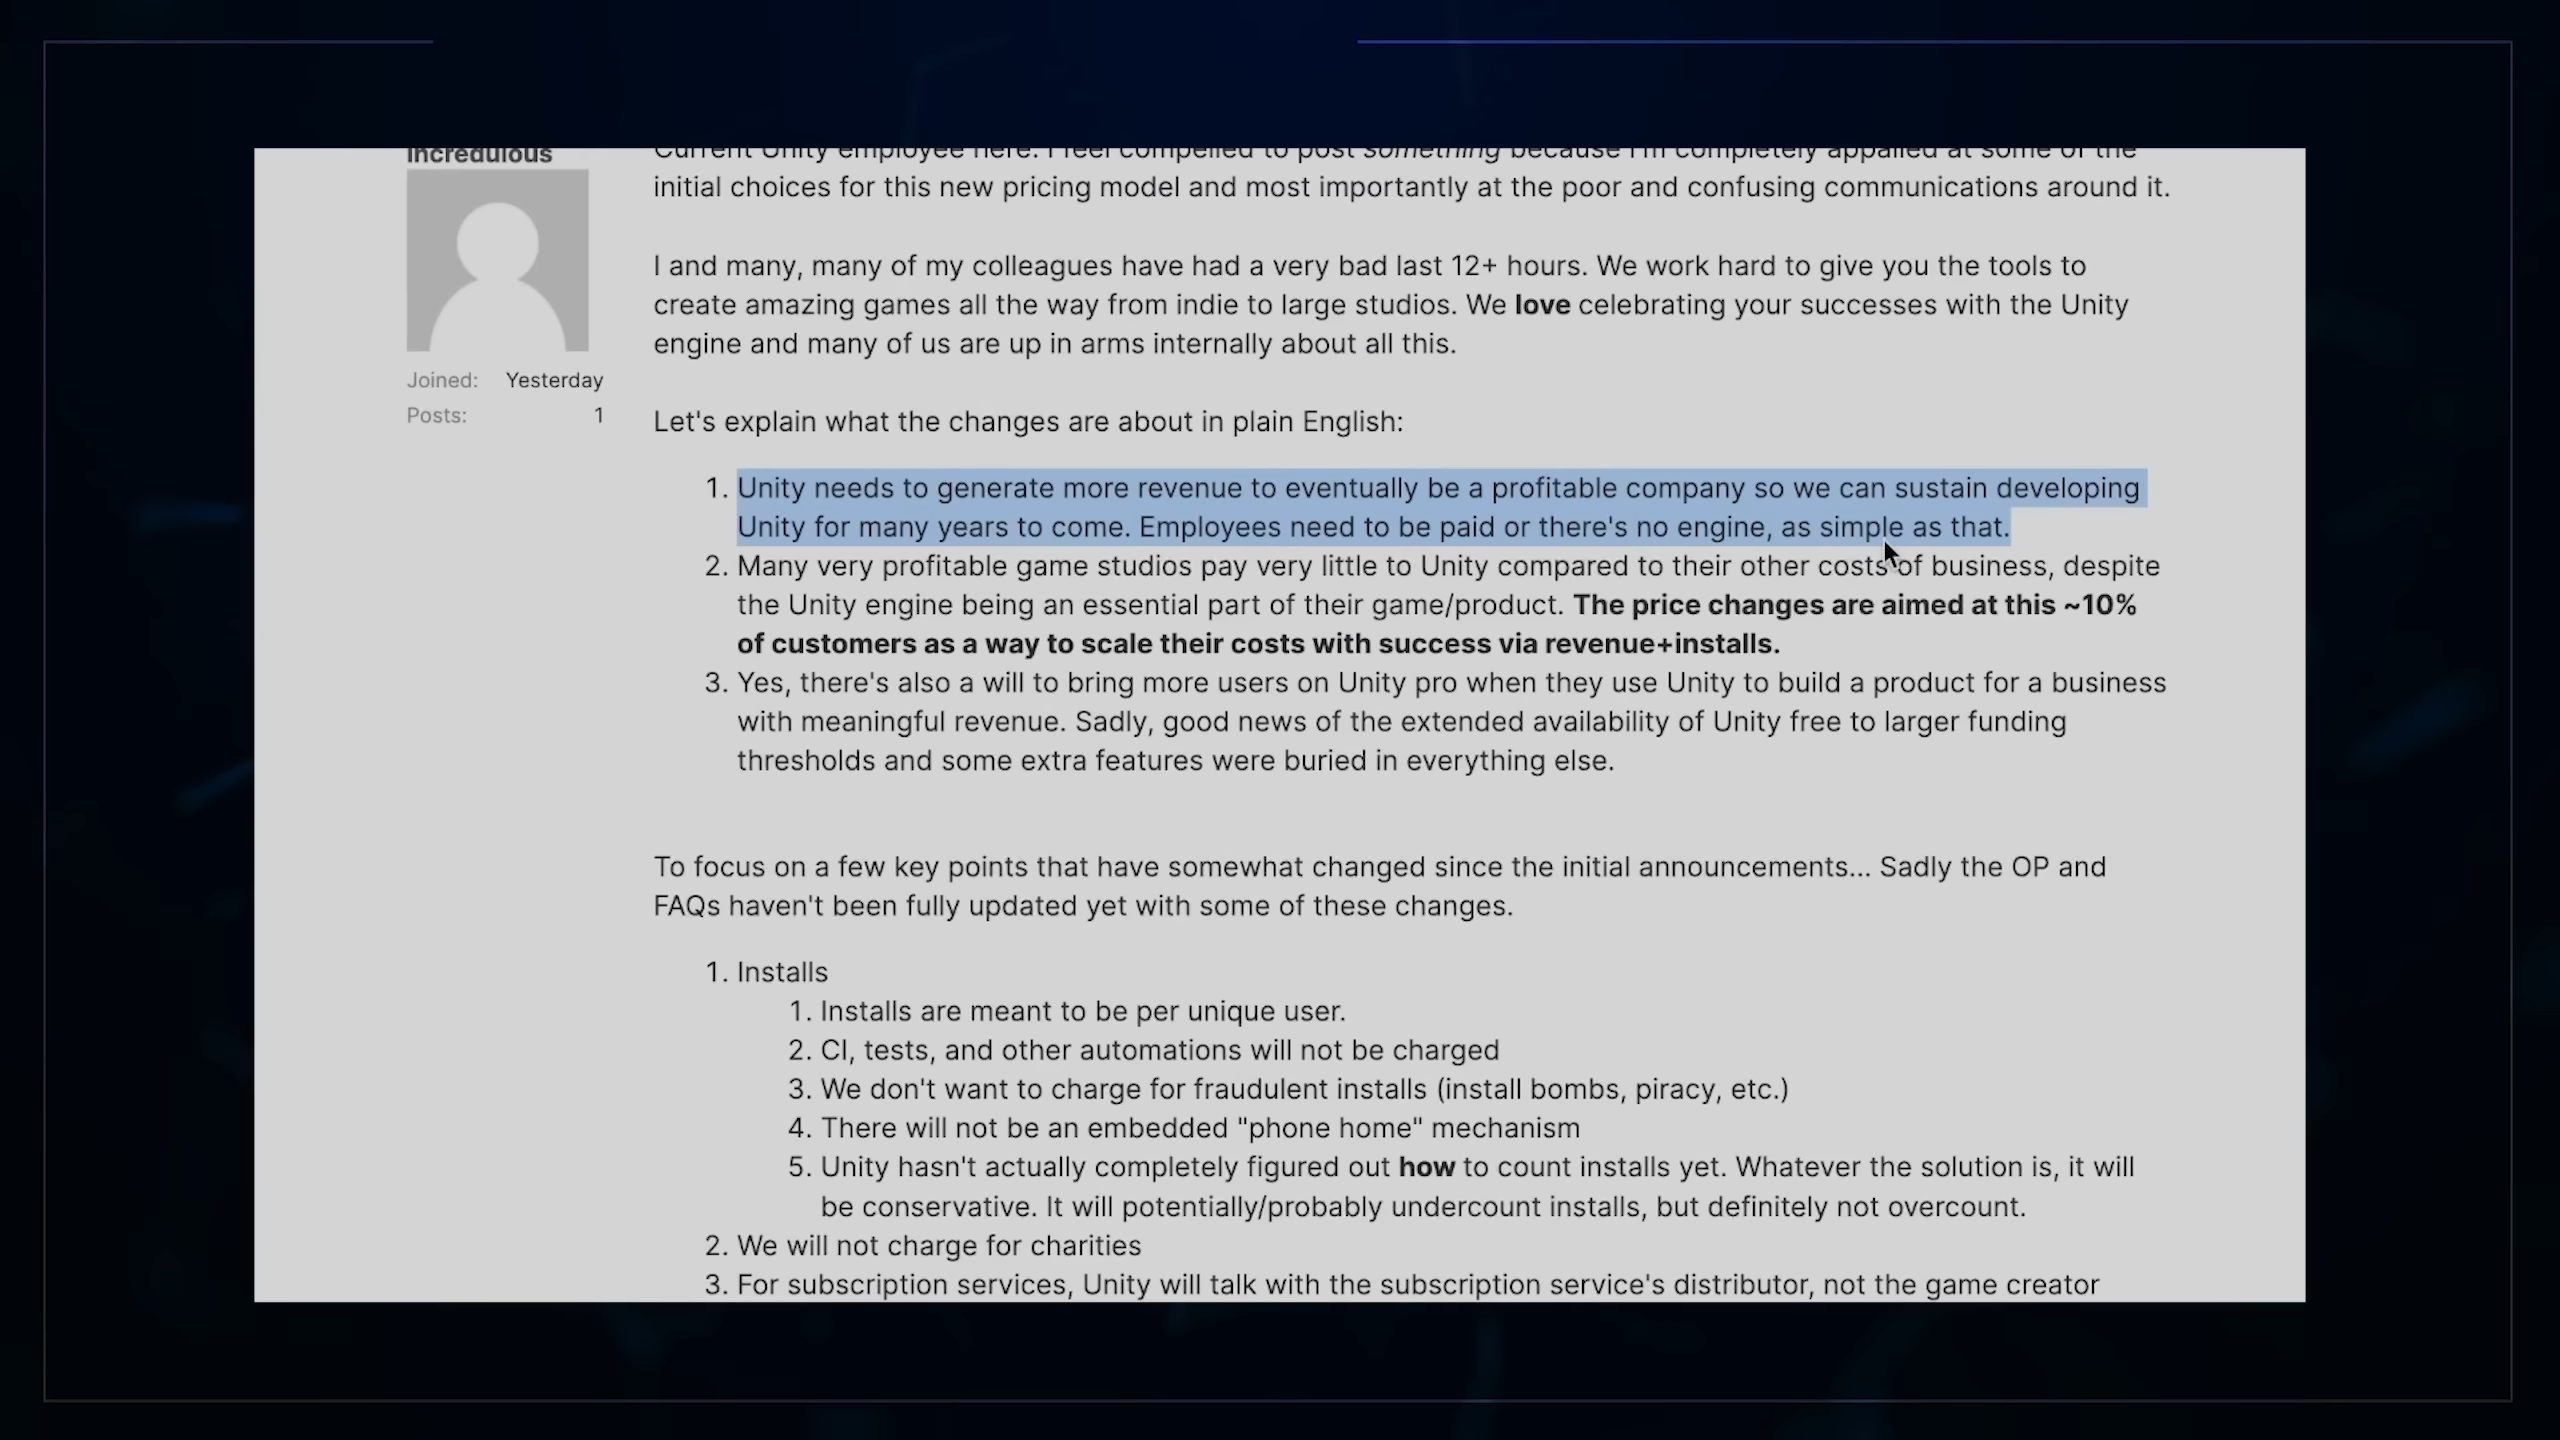 Incredulous
Current Unity employee here. I feel compelled to post something because I'm completely appalled at some of the
initial choices for this new pricing model and most importantly at the poor and confusing communications around it.
I and many, many of my colleagues have had a very bad last 12+ hours. We work hard to give you the tools to
create amazing games all the way from indie to large studios. We love celebrating your successes with the Unity
engine and many of us are up in arms internally about all this.
Joined: Yesterday
Posts: 1
Let's explain what the changes are about in plain English:
1. Unity needs to generate more revenue to eventually be a profitable company so we can sustain developing
Unity for many years to come. Employees need to be paid or there's no engine, as simple as that.
2. Many very profitable game studios pay very little to Unity compared to their other costs of business, despite
the Unity engine being an essential part of their game/product. The price changes are aimed at this ~10%
of customers as a way to scale their costs with success via revenue+installs.
3. Yes, there's also a will to bring more users on Unity pro when they use Unity to build a product for a business
with meaningful revenue. Sadly, good news of the extended availability of Unity free to larger funding
thresholds and some extra features were buried in everything else.
To focus on a few key points that have somewhat changed since the initial announcements... Sadly the OP and
FAQs haven't been fully updated yet with some of these changes.
1. Installs
1. Installs are meant to be per unique user.
2. CI, tests, and other automations will not be charged
3. We don't want to charge for fraudulent installs (install bombs, piracy, etc.)
4. There will not be an embedded "phone home" mechanism
5. Unity hasn't actually completely figured out how to count installs yet. Whatever the solution is, it will
be conservative. It will potentially/probably undercount installs, but definitely not overcount.
2. We will not charge for charities
3. For subscription services, Unity will talk with the subscription service's distributor, not the game creator